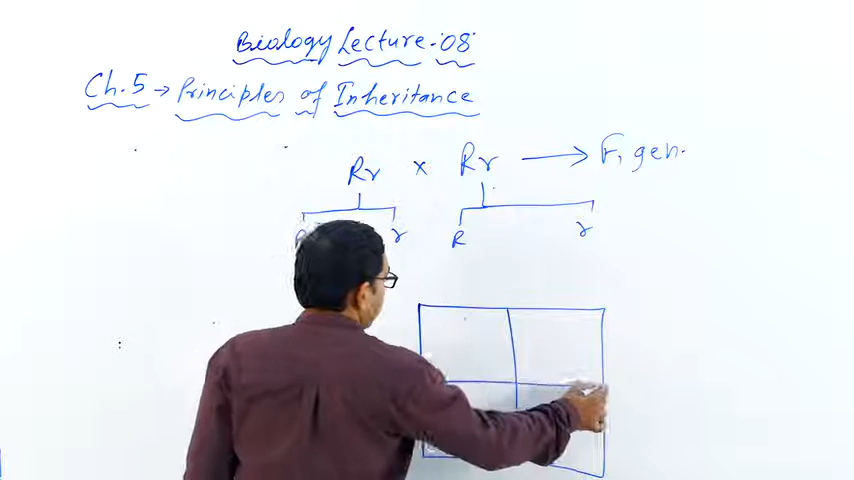 Biology Lecture-08
Ch.5 → Principles of Inheritance
Rr x Rr → F₁ gen.
R r R r